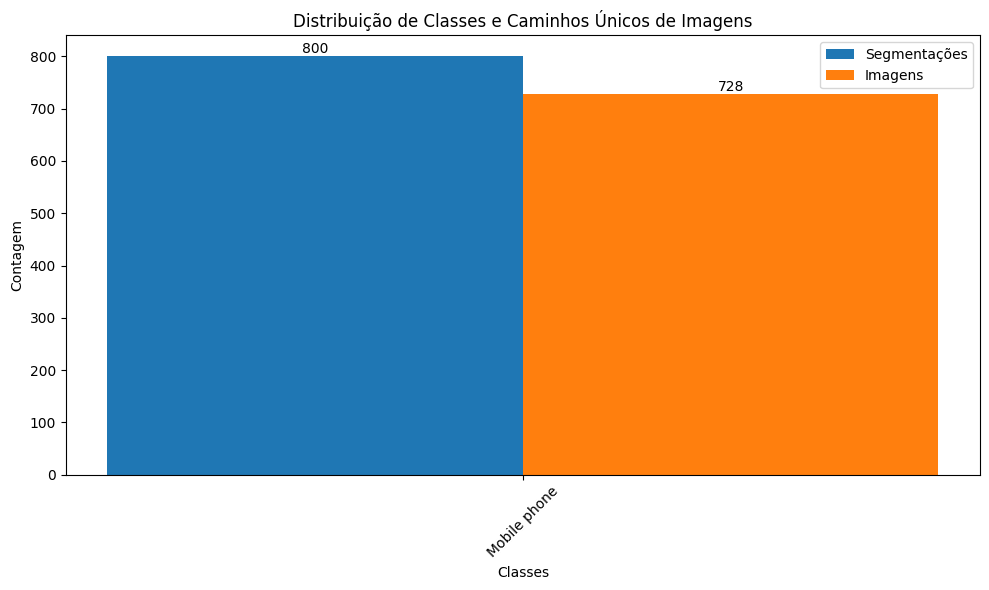 Distribuição de Classes e Caminhos Únicos de Imagens
800
728
Segmentações
Imagens
800
700
600
500
400
300
200
100
0
Contagem
Mobile phone
Classes